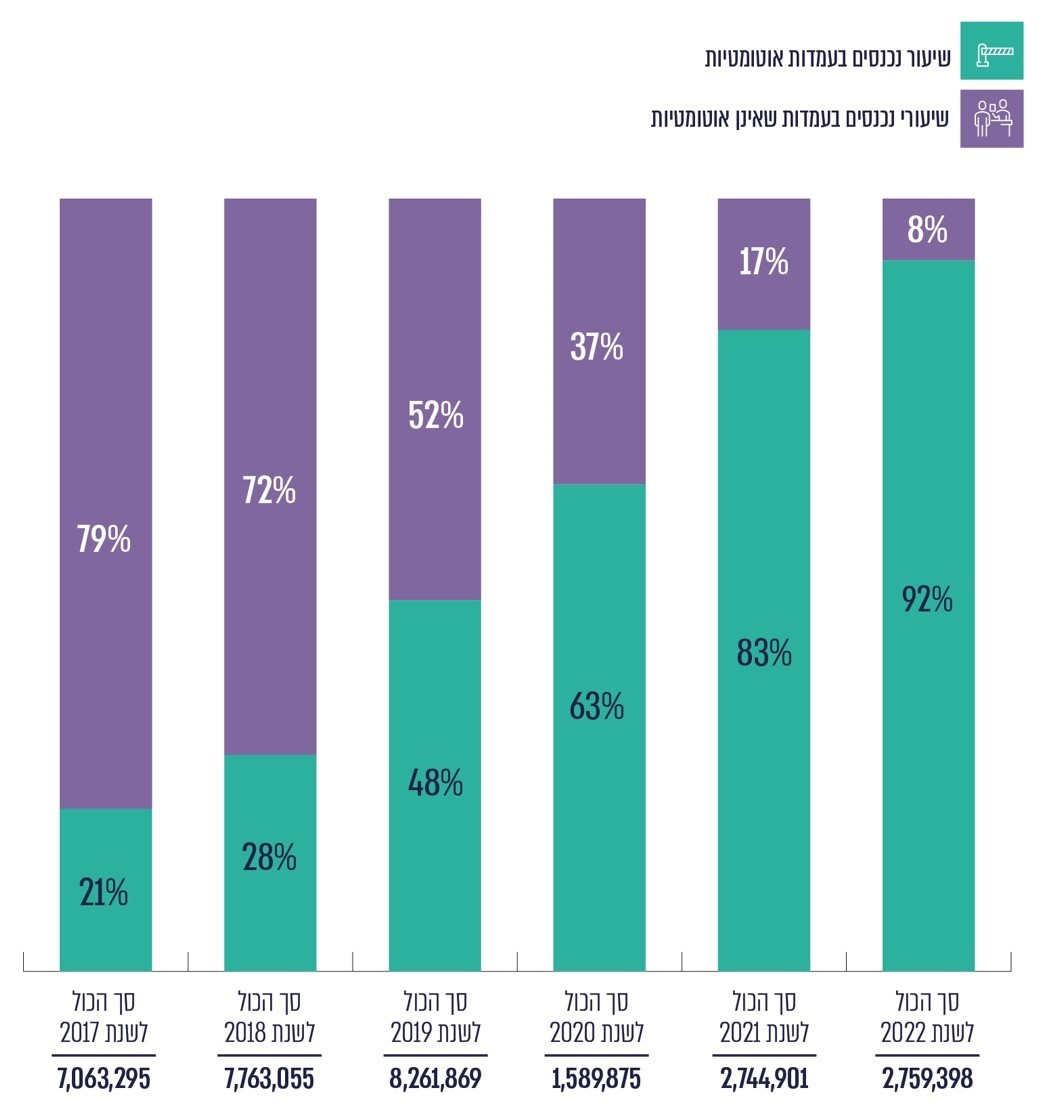 שיעור נכנסים בעמדות אוטומטיות
שיעורי נכנסים בעמדות שאינן אוטומטיות
79%
21%
72%
28%
52%
48%
37%
63%
17%
83%
8%
92%
סך הכול
לשנת 2017
7,063,295
סך הכול
לשנת 2018
7,763,055
סך הכול
לשנת 2019
8,261,869
סך הכול
לשנת 2020
1,589,875
סך הכול
לשנת 2021
2,744,901
סך הכול
לשנת 2022
2,759,398